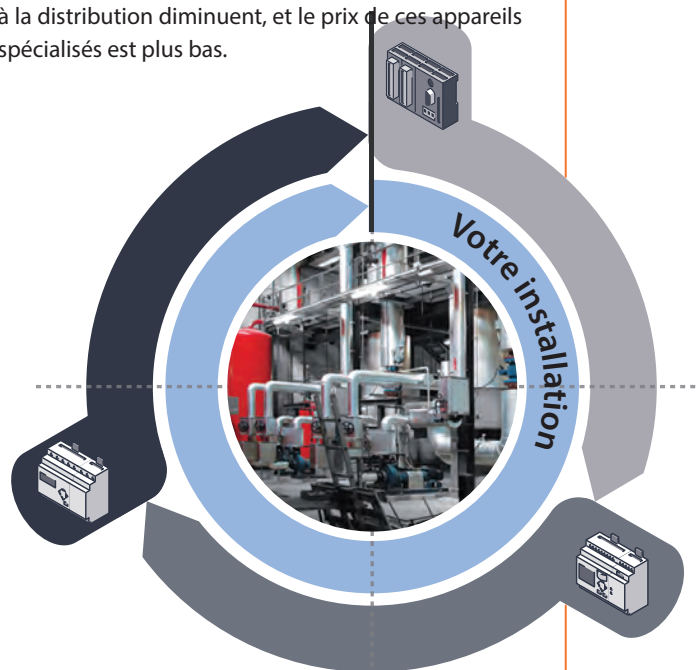 à la distribution diminuent, et le prix de ces appareils
spécialisés est plus bas.
Votre installation